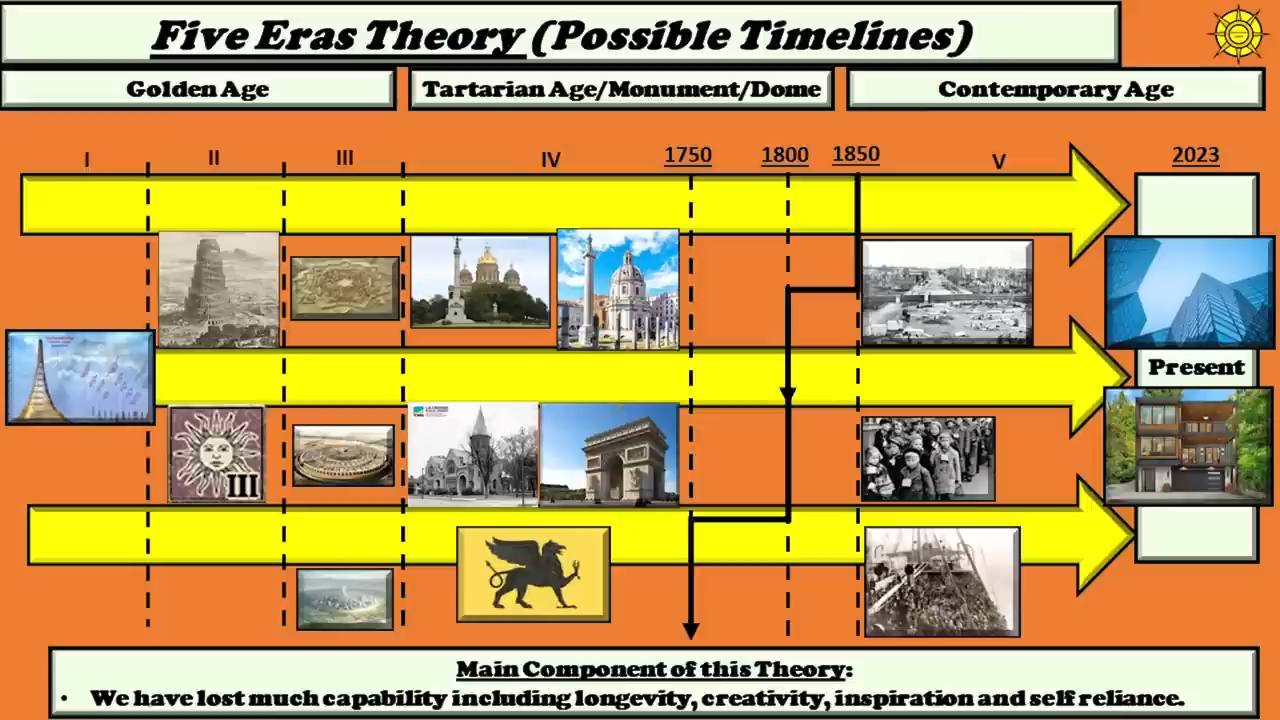 Five Eras Theory (Possible Timelines)
Golden Age
Tartarian Age/Monument/Dome
Contemporary Age
I
II
III
IV
1750
1800
1850
V
2023
Present
III
Main Component of this Theory:
• We have lost much capability including longevity, creativity, inspiration and self reliance.